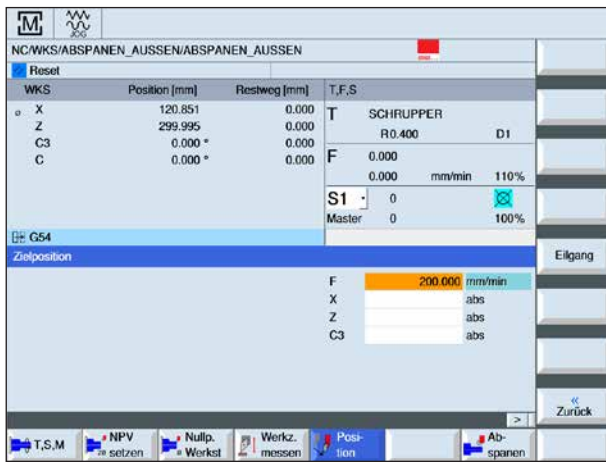 M JOG
NC/WKS/ABSPANEN_AUSSEN/ABSPANEN_AUSSEN
Reset
WKS Position [mm] Restweg [mm] T,F,S
X 120.851 0.000
Z 299.995 0.000
C3 0.000 ° 0.000
C 0.000 ° 0.000
T SCHRUPPER
R0.400 D1
F 0.000
0.000 mm/min 110%
S1 0
Master 0 100%
G54
Zielposition
Eilgang
F 200.000 mm/min
X abs
Z abs
C3 abs
>
«
Zurück
T,S,M
NPV
setzen
Nullp.
Werkst
Werkz.
messen
Posi-
tion
Ab-
spanen